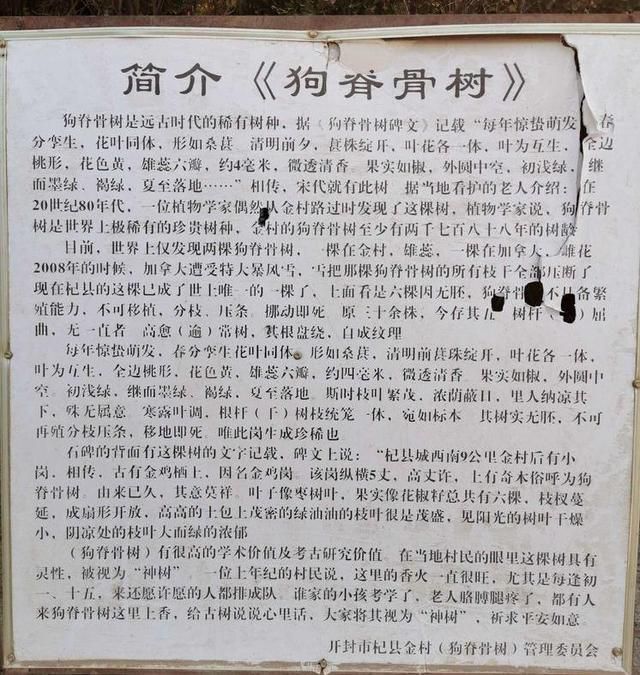 简介《狗脊骨树》
狗脊骨树是远古时代的稀有树种，据《狗脊骨树碑文》记载“每年惊蛰萌发 春
分孪生，花叶同体，形如桑葚 清明前夕，葚株绽开，叶花各一体，叶为互生，全边
桃形，花色黄，雄蕊六瓣，约4毫米，微透清香。果实如椒，外圆中空，初浅绿，继
而墨绿、褐绿，夏至落地……”相传，宋代就有此树 据当地看护的老人介绍：在
20世纪80年代，一位植物学家偶然从金村路过时发现了这棵树，植物学家说，狗脊骨
树是世界上极稀有的珍贵树种，金村的狗脊骨树至少有两千七百八十八年的树龄
目前，世界上仅发现两棵狗脊骨树，一棵在金村，雄蕊，一棵在加拿大，雌花
2008年的时候，加拿大遭受特大暴风雪，雪把那棵狗脊骨树的所有枝干全部压断了
现在杞县的这棵已成了世上唯一的一棵了，上面看是六棵因无胚，狗脊骨 不具备繁
殖能力，不可移植，分枝、压条。挪动即死 原三十余株，今存其五 树杆 ）屈
曲，无一直者 高愈（逾）常树，其根盘绕，自成纹理
每年惊蛰萌发，春分孪生花叶同体。形如桑葚，清明前葚珠绽开，叶花各一体，
叶为互生，全边桃形，花色黄，雄蕊六瓣，约四毫米，微透清香 果实如椒，外圆中
空 初浅绿，继而墨绿、褐绿，夏至落地。斯时枝叶繁茂，浓荫蔽日，里人纳凉其
下，殊无属意 寒露叶调，根杆（干）树枝统笼一体，宛如标本 其树实无胚，不可
再殖分枝压条，移地即死 唯此岗生成珍稀也
石碑的背面有这棵树的文字记载，碑文上说：“杞县城西南9公里金村后有小
岗，相传，古有金鸡栖上，因名金鸡岗。该岗纵横5丈，高丈许，上有奇木俗呼为狗
脊骨树。由来已久，其意莫祥。叶子像枣树叶，果实像花椒籽总共有六棵，枝杈蔓
延，成扇形开放，高高的土包上茂密的绿油油的枝叶很是茂盛，见阳光的树叶干燥
小，阴凉处的枝叶大而绿的浓郁
（狗脊骨树）有很高的学术价值及考古研究价值 在当地村民的眼里这棵树具有
灵性，被视为“神树” 一位上年纪的村民说，这里的香火一直很旺，尤其是每逢初
一、十五，来还愿许愿的人都排成队。谁家的小孩考学了，老人胳膊腿疼了，都有人
来狗脊骨树这里上香，给古树说说心里话，大家将其视为“神树”，祈求平安如意。
开封市杞县金村（狗脊骨树）管理委员会